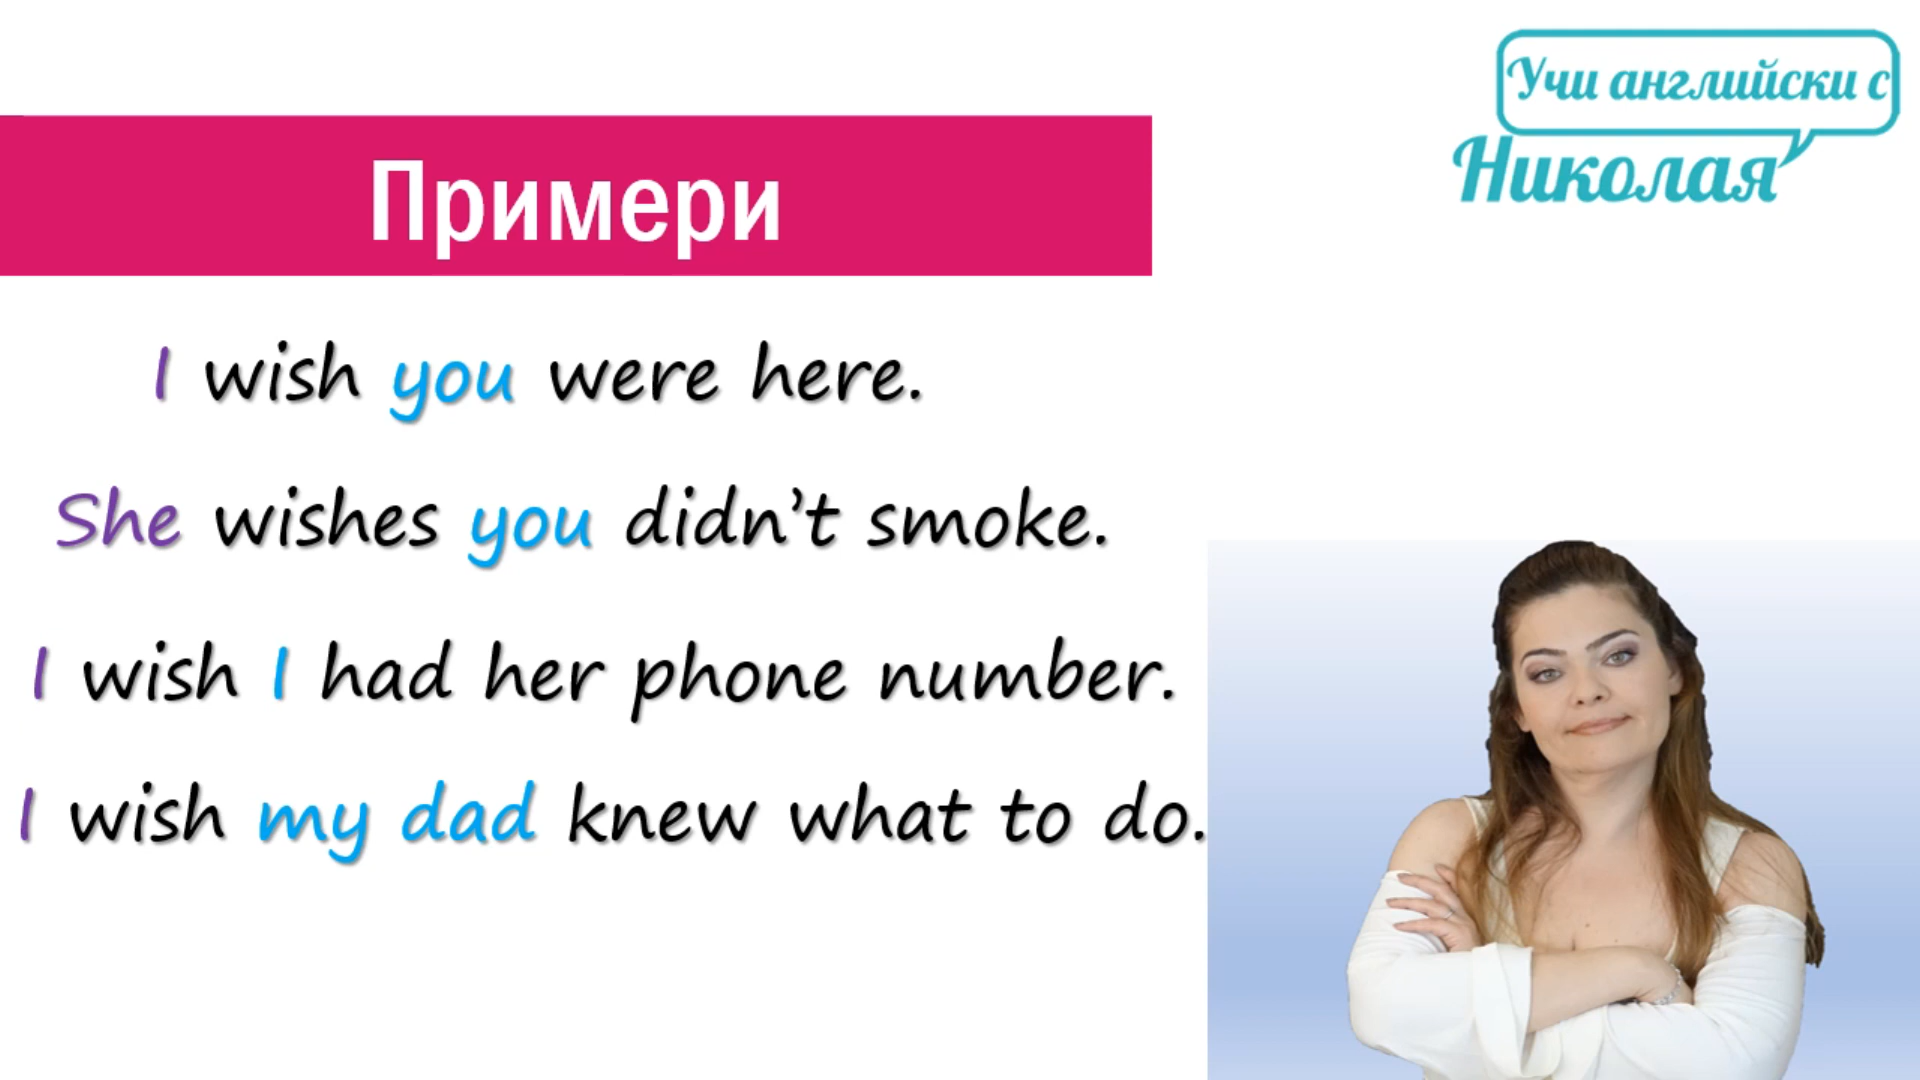 Учи английски с
Николая
Примери
I wish you were here.
She wishes you didn't smoke.
I wish I had her phone number.
I wish my dad knew what to do.